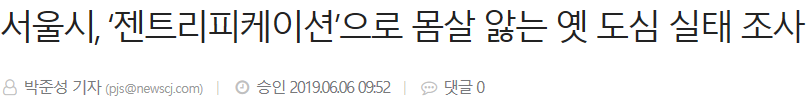 서울시, ‘젠트리피케이션’으로 몸살 앓는 옛 도심 실태 조사
박준성 기자 (pjs@newscj.com) | 승인 2019.06.06 09:52 | 댓글 0